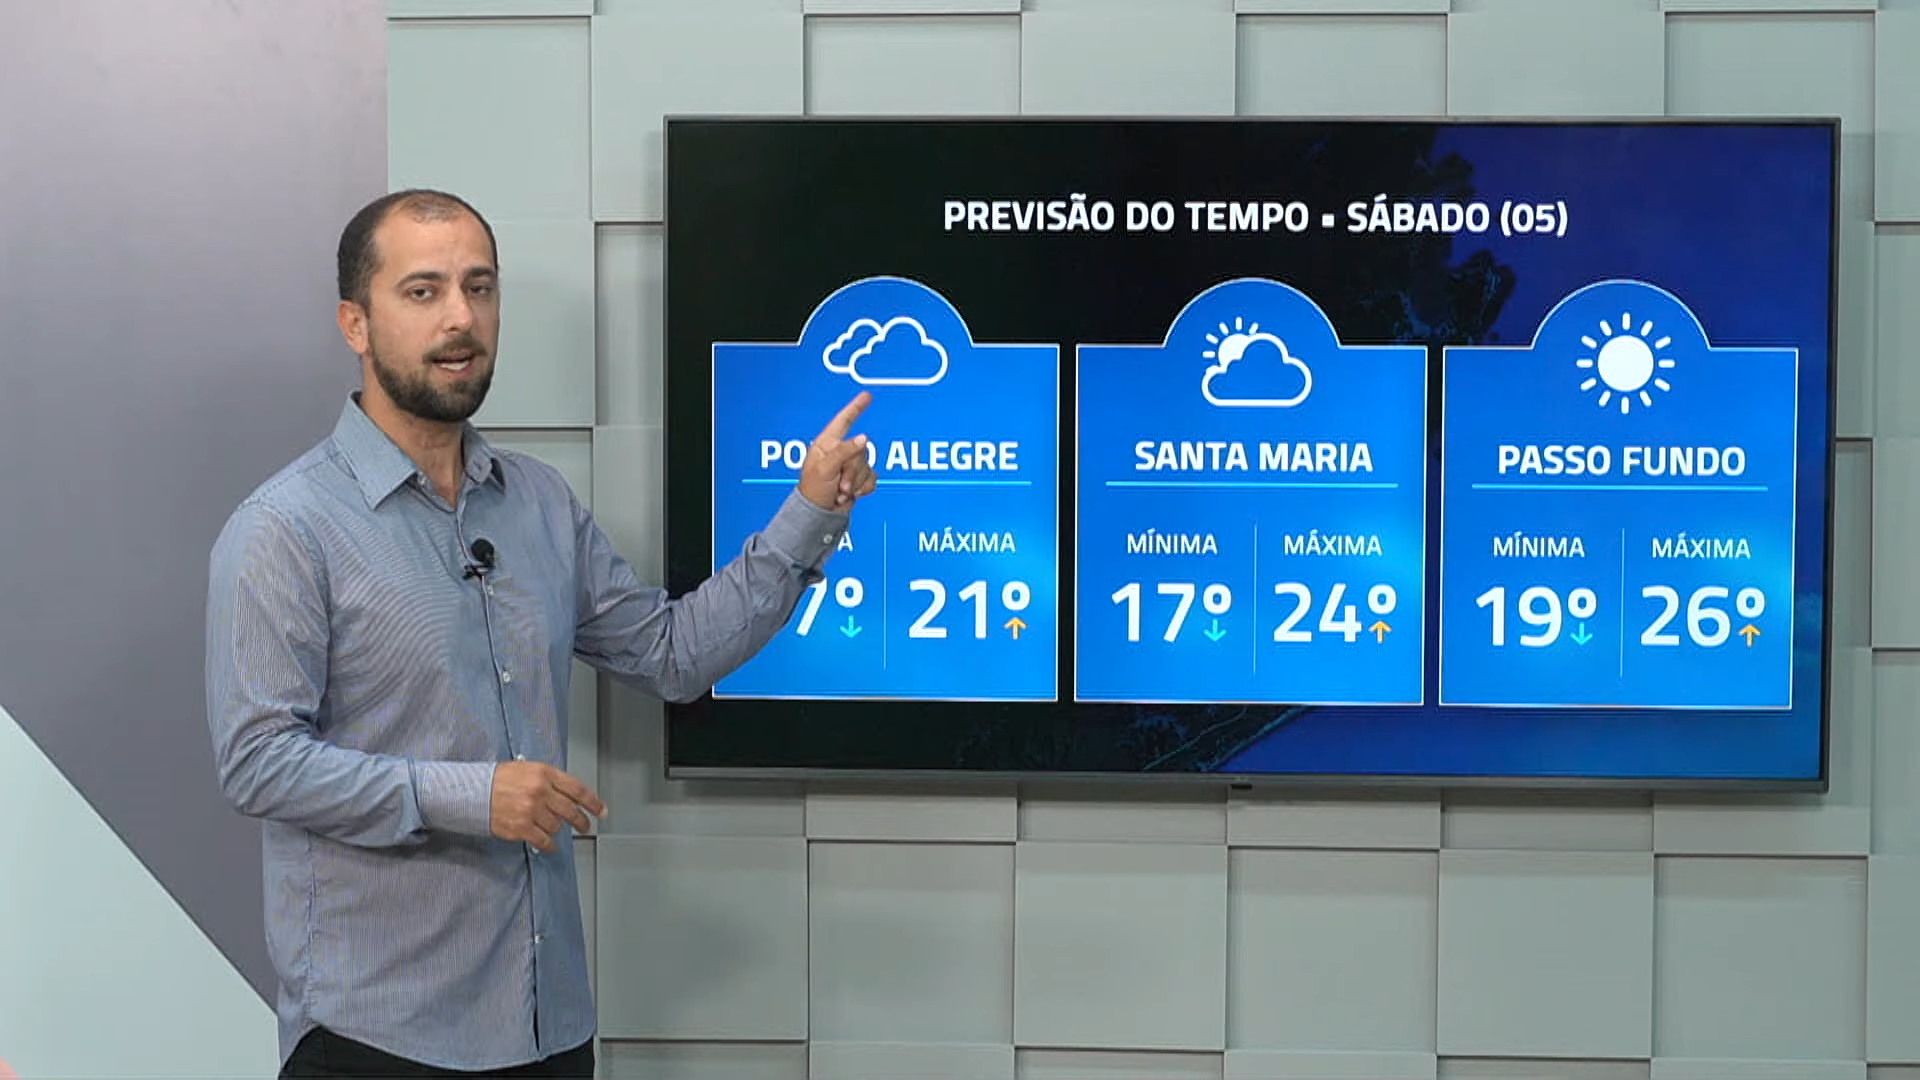 PREVISÃO DO TEMPO ▪ SÁBADO (05)
ALEGRE
MÁXIMA
21º
SANTA MARIA
MÍNIMA MÁXIMA
17º 24º
PASSO FUNDO
MÍNIMA MÁXIMA
19º 26º